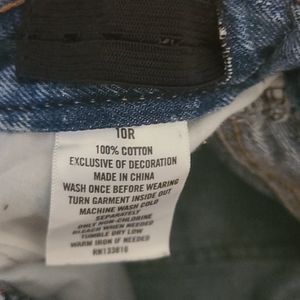 10R
100% COTTON
EXCLUSIVE OF DECORATION
MADE IN CHINA
WASH ONCE BEFORE WEARING
TURN GARMENT INSIDE OUT
MACHINE WASH COLD
SEPARATELY
ONLY NON-CHLORINE
BLEACH WHEN NEEDED
TUMBLE DRY LOW
WARM IRON IF NEEDED
RN133616